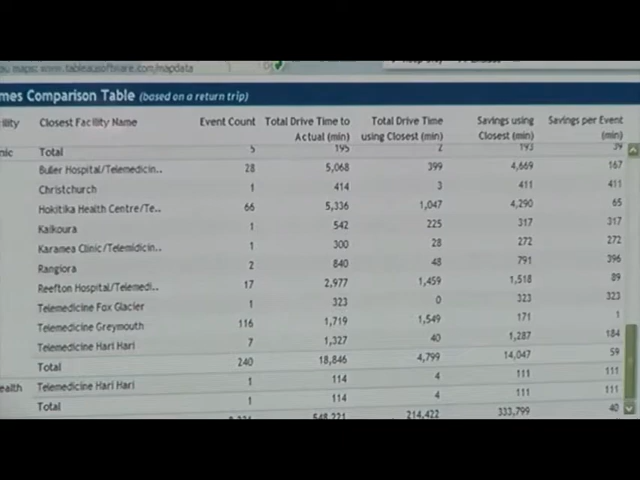 maps: www.tableausoftware.com/mapdata
mes Comparison Table (based on a return trip)
ility Closest Facility Name Event Count Total Drive Time to Actual (min) Total Drive Time using Closest (min) Savings using Closest (min) Savings per Event (min)
nic Total 5 195 2 193 39
Buller Hospital/Telemedicin.. 28 5,068 399 4,669 167
Christchurch 1 414 3 411 411
Hokitika Health Centre/Te.. 66 5,336 1,047 4,290 65
Kaikoura 1 542 225 317 317
Karamea Clinic/Telemidicin.. 1 300 28 272 272
Rangiora 2 840 48 791 396
Reefton Hospital/Telemedi.. 17 2,977 1,459 1,518 89
Telemedicine Fox Glacier 1 323 0 323 323
Telemedicine Greymouth 116 1,719 1,549 171 1
Telemedicine Hari Hari 7 1,327 40 1,287 184
Total 240 18,846 4,799 14,047 59
ealth Telemedicine Hari Hari 1 114 4 111 111
Total 1 114 4 111 111
548,221 214,422 333,799 40